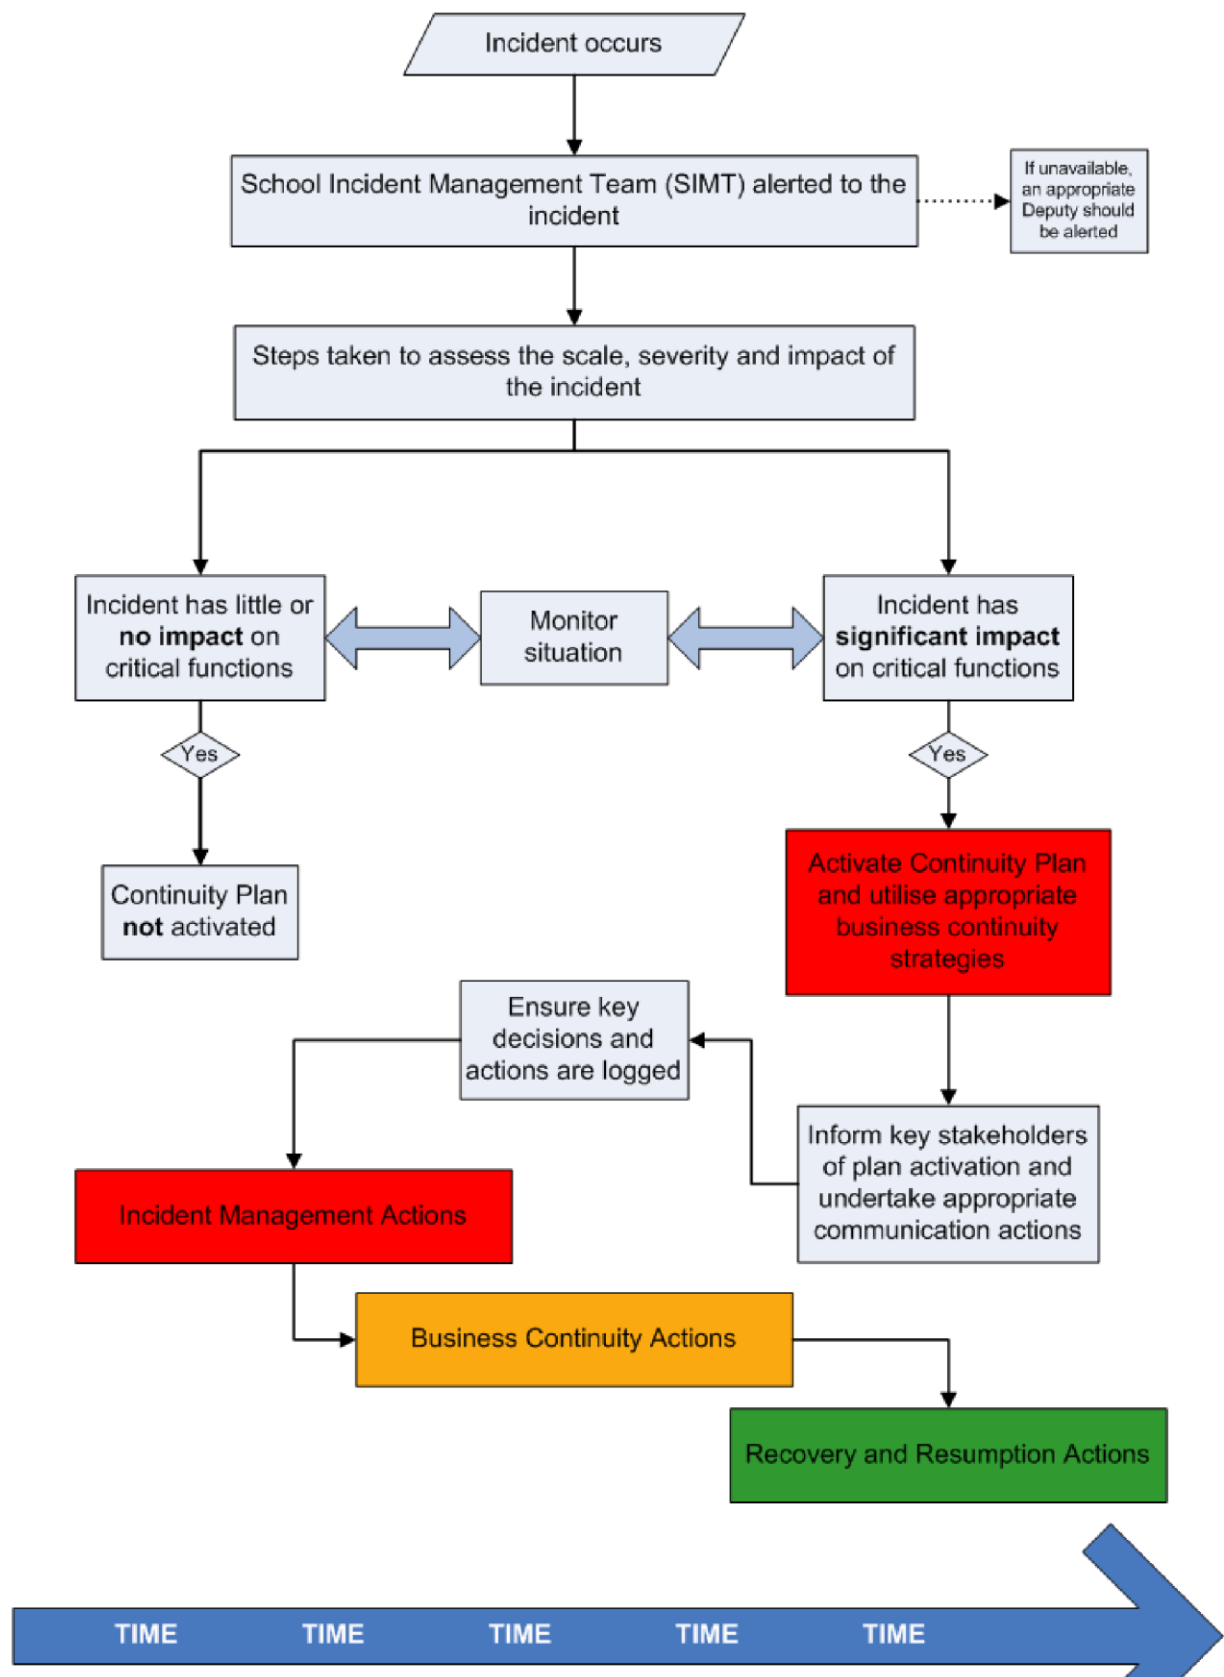 Incident occurs
School Incident Management Team (SIMT) alerted to the
incident
If unavailable,
an appropriate
Deputy should
be alerted
Steps taken to assess the scale, severity and impact of
the incident
Incident has little or
no impact on
critical functions
Monitor
situation
Incident has
significant impact
on critical functions
Yes
Yes
Continuity Plan
not activated
Activate Continuity Plan
and utilise appropriate
business continuity
strategies
Ensure key
decisions and
actions are logged
Inform key stakeholders
of plan activation and
undertake appropriate
communication actions
Incident Management Actions
Business Continuity Actions
Recovery and Resumption Actions
TIME TIME TIME TIME TIME